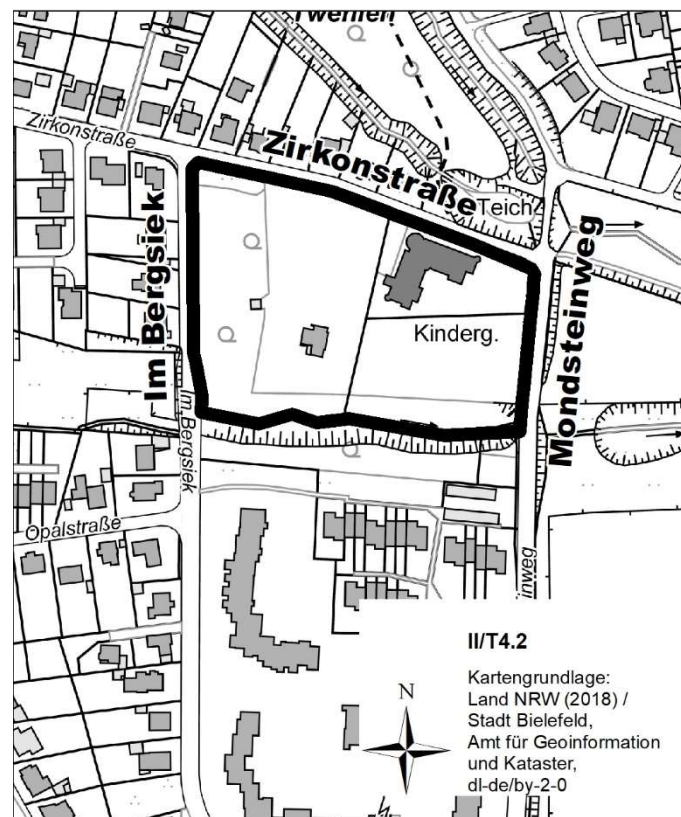 Twehlen
Zirkonstraße
Zirkonstraße
Teich
Im Bergsiek
Mondsteinweg
Kinderg.
Im Bergsiek
Opalstraße
inweg
II/T4.2
Kartengrundlage:
Land NRW (2018) /
Stadt Bielefeld,
Amt für Geoinformation
und Kataster,
dl-de/by-2-0
N